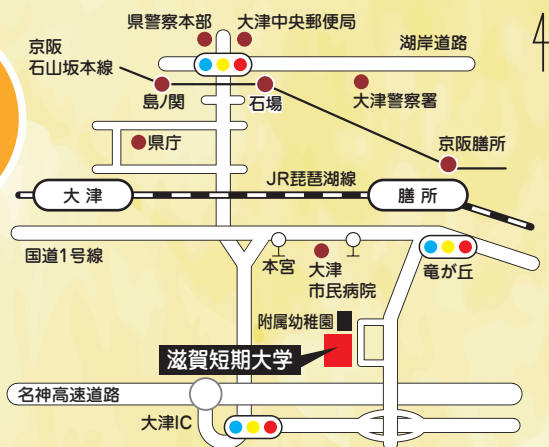 県警察本部
大津中央郵便局
京阪
石山坂本線
湖岸道路
島ノ関
石場
大津警察署
県庁
京阪膳所
JR琵琶湖線
大津
膳所
国道1号線
本宮
大津
市民病院
竜が丘
附属幼稚園
滋賀短期大学
名神高速道路
大津IC